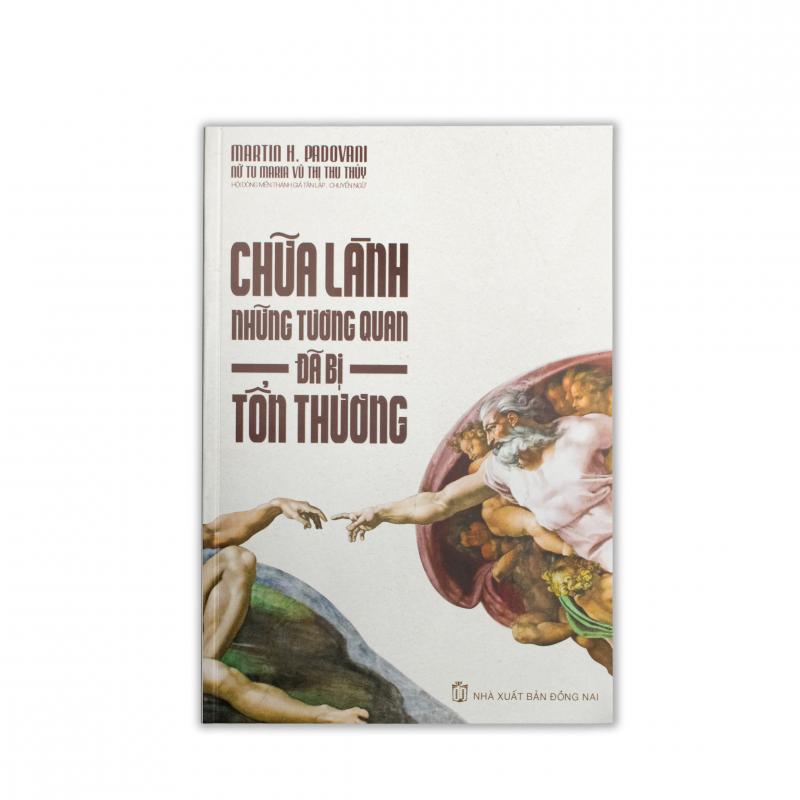 MARTIN H. PADOVANI
NỮ TU MARIA VÕ THỊ THU THỦY
HỘI DÒNG MẾN THÁNH GIÁ TÂN LẬP . CHUYỂN NGỮ
CHỮA LÀNH
NHỮNG TƯƠNG QUAN
ĐÃ BỊ
TỔN THƯƠNG
NHÀ XUẤT BẢN ĐỒNG NAI